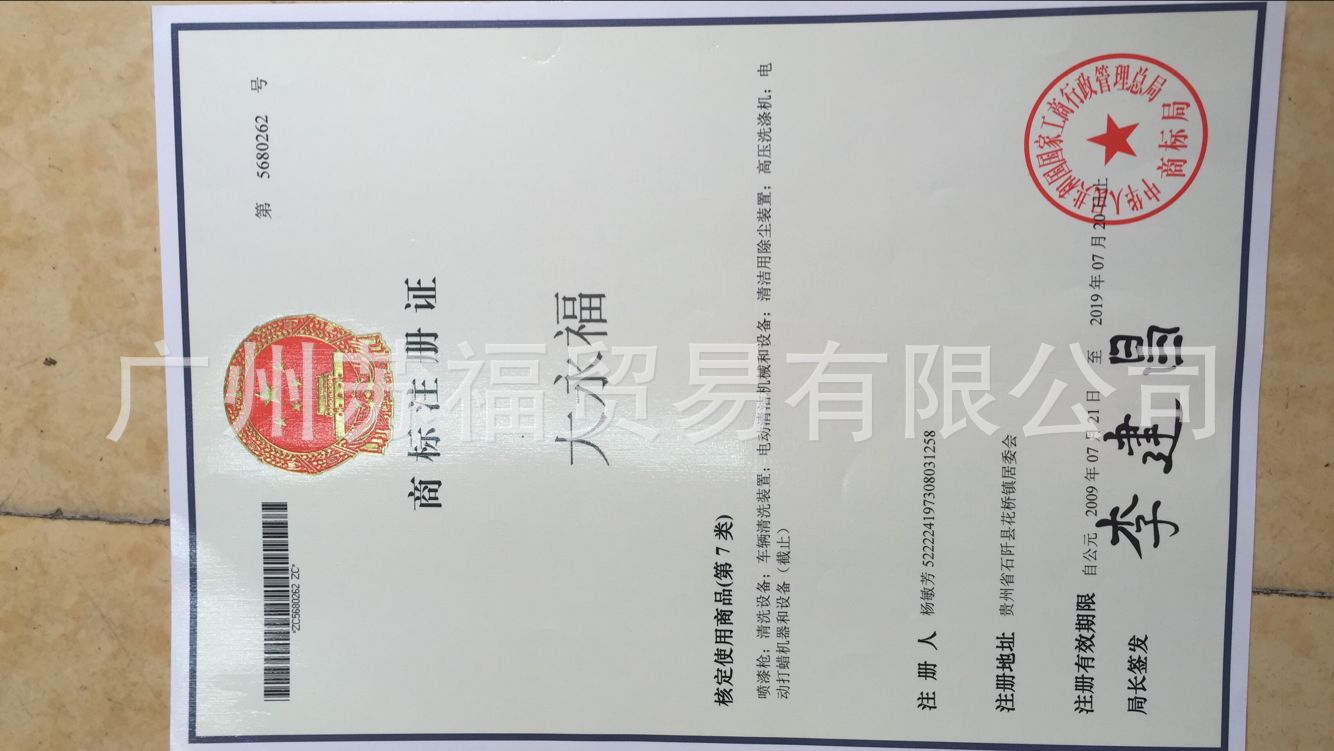 第 5680262 号
*ZC5680262 ZC*
商标注册证
大永福
核定使用商品(第 7 类)
喷漆枪；清洗设备；车辆清洗装置；电动清洁机械和设备；清洁用除尘装置；高压洗涤机；电
动打蜡机器和设备（截止）
注 册 人 杨敏芳 522224197308031258
注册地址 贵州省石阡县花桥镇居委会
注册有效期限 自公元 2009 年 07 月 21 日 至 2019 年 07 月 20 日止
局长签发 李建昌
中华人民共和国国家工商行政管理总局
商标局
广州芳福贸易有限公司